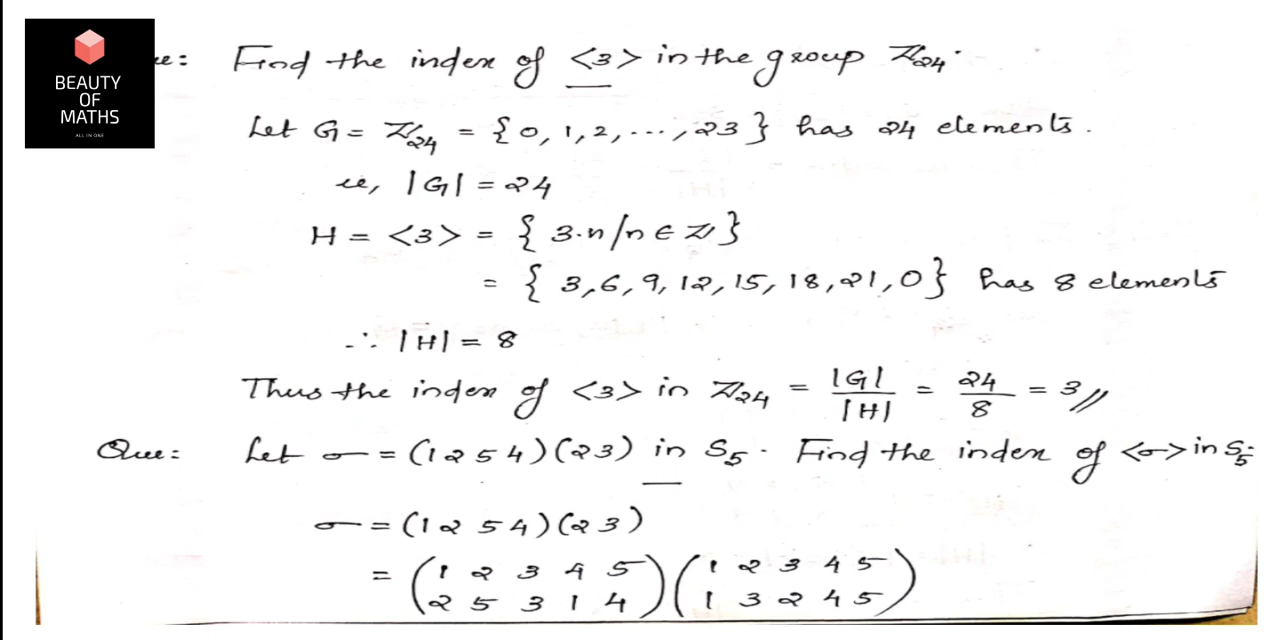 BEAUTY
OF
MATHS
ALL IN ONE
ue: Find the index of <3> in the group ℤ₂₄.
Let G = ℤ₂₄ = {0, 1, 2, ..., 23} has 24 elements.
ie, |G| = 24
H = <3> = {3·n/n ∈ ℤ}
= {3, 6, 9, 12, 15, 18, 21, 0} has 8 elements
∴ |H| = 8
Thus the index of <3> in ℤ₂₄ = |G|/|H| = 24/8 = 3//
Que: Let σ = (1 2 5 4)(2 3) in S₅. Find the index of <σ> in S₅.
σ = (1 2 5 4)(2 3)
= (1 2 3 4 5)(1 2 3 4 5)
(2 5 3 1 4)(1 3 2 4 5)